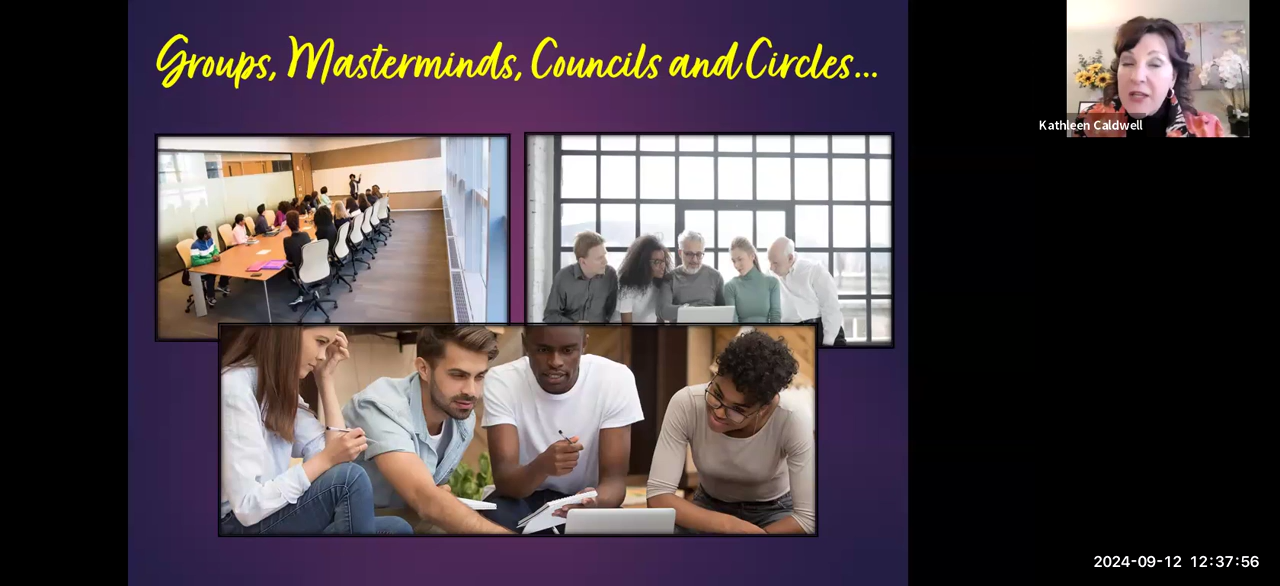 Groups, Masterminds, Councils and Circles...
Kathleen Caldwell
2024-09-12 12:37:56